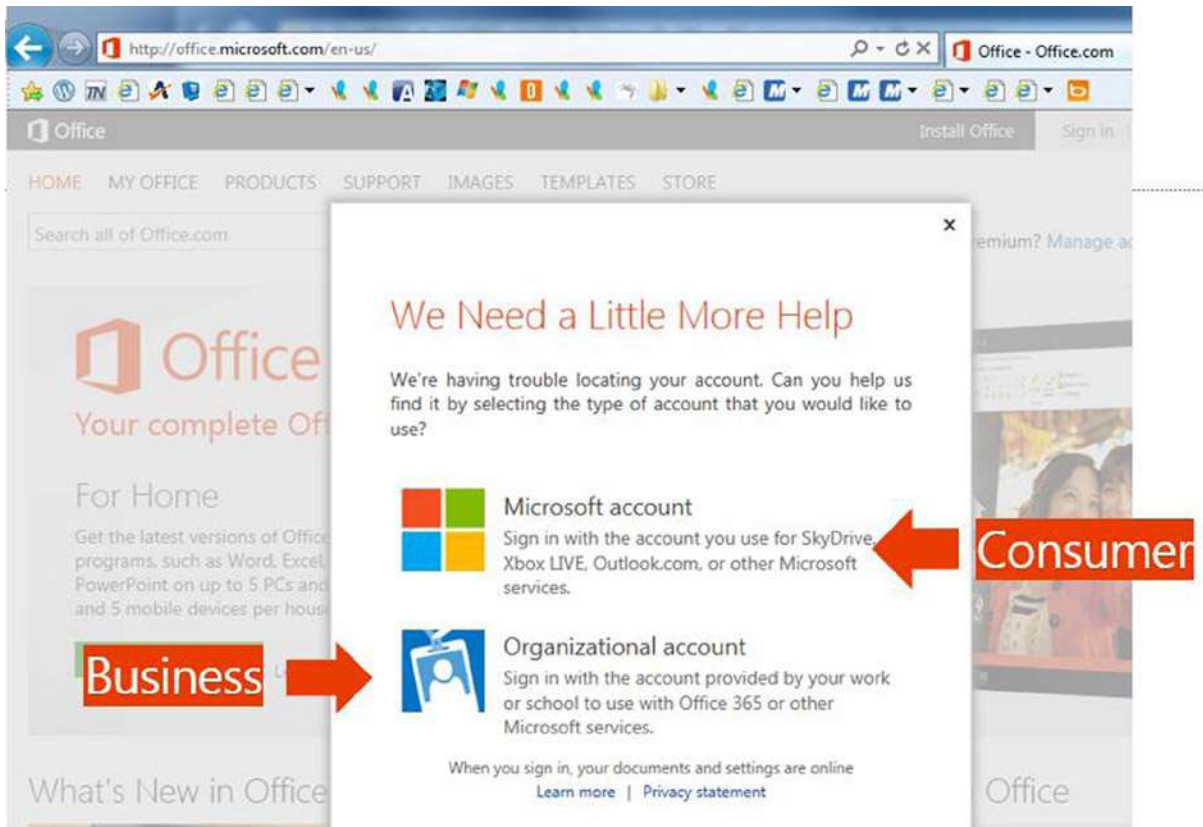 http://office.microsoft.com/en-us/
Office - Office.com
Office
Install Office
Sign in
HOME MY OFFICE PRODUCTS SUPPORT IMAGES TEMPLATES STORE
Search all of Office.com
x
emium? Manage ac
Office
Your complete Off
For Home
Get the latest versions of Office
programs, such as Word, Excel,
PowerPoint on up to 5 PCs and
and 5 mobile devices per hous
We Need a Little More Help
We're having trouble locating your account. Can you help us
find it by selecting the type of account that you would like to
use?
Microsoft account
Sign in with the account you use for SkyDrive,
Xbox LIVE, Outlook.com, or other Microsoft
services.
Consumer
Business
Organizational account
Sign in with the account provided by your work
or school to use with Office 365 or other
Microsoft services.
When you sign in, your documents and settings are online
Learn more | Privacy statement
What's New in Office
Office